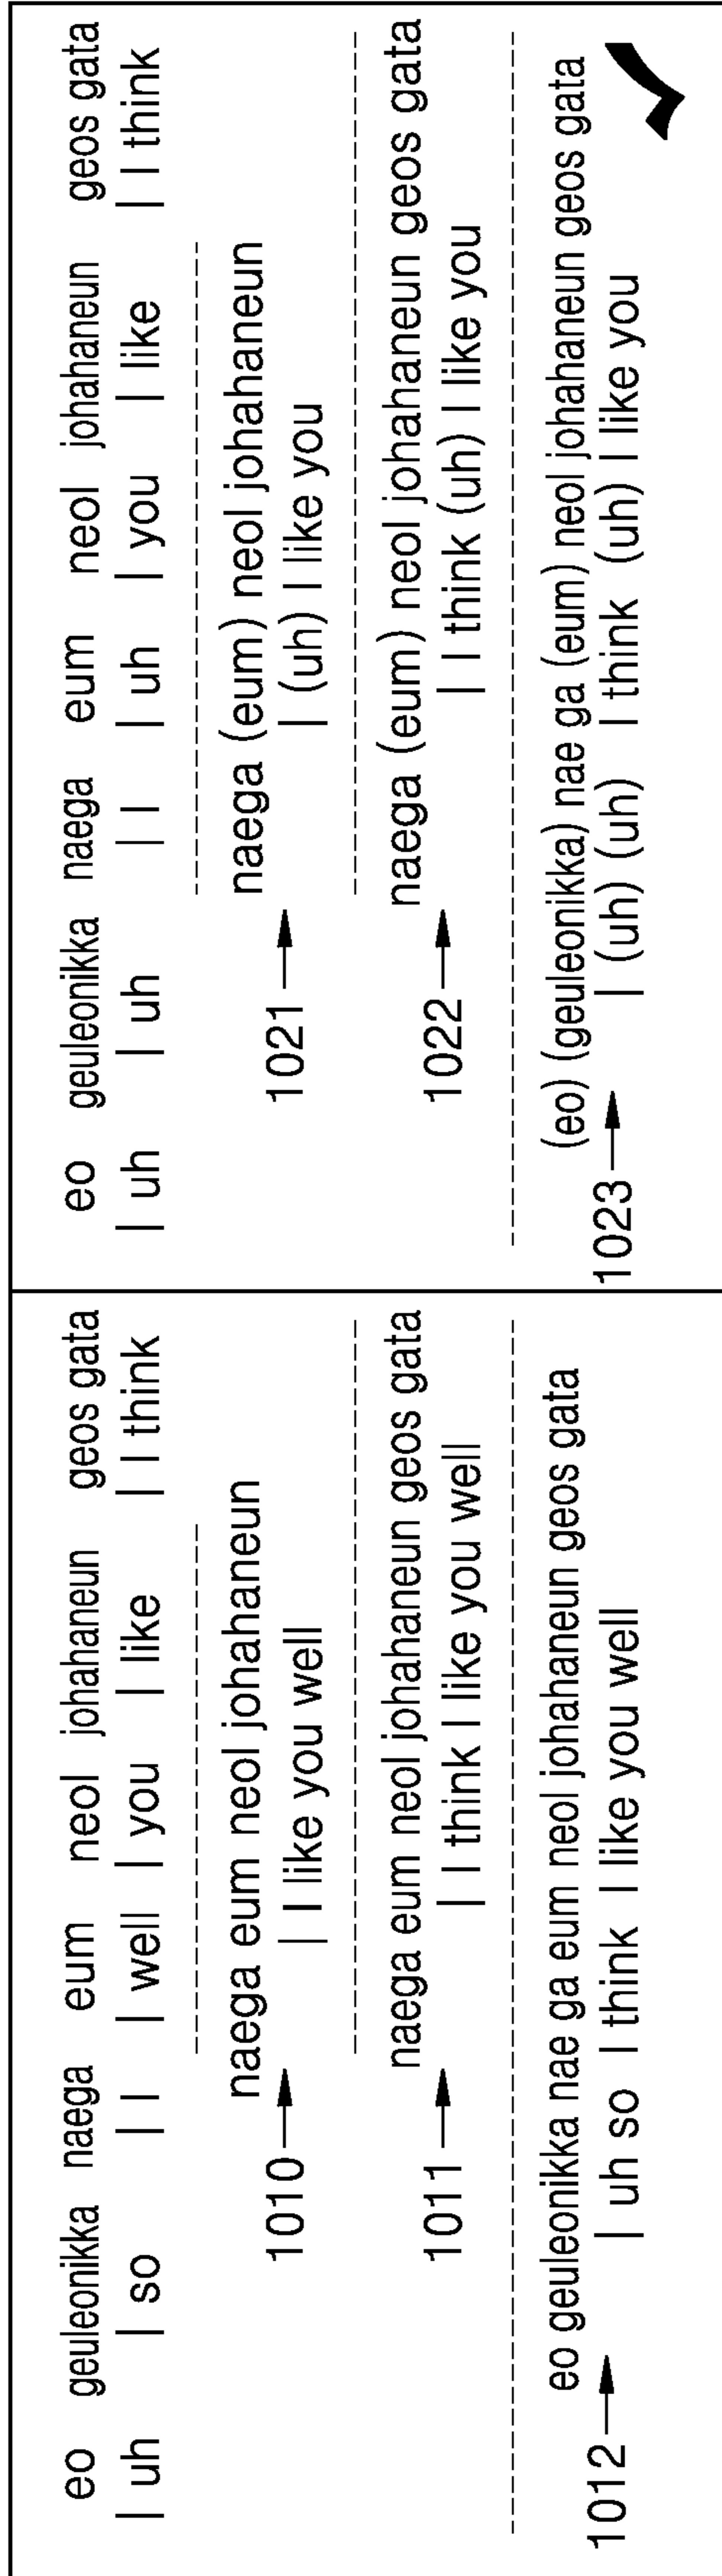 eo geuleonikka naega eum neol johahaneun geos gata
| uh | so | I | well | you | like | I think
naega eum neol johahaneun
1010 | I like you well
naega eum neol johahaneun geos gata
1011 | I think I like you well
eo geuleonikka nae ga eum neol johahaneun geos gata
1012 | uh so I think I like you well
eo geuleonikka naega eum neol johahaneun geos gata
| uh | uh | I | uh | you | like | I think
naega (eum) neol johahaneun
1021 | (uh) I like you
naega (eum) neol johahaneun geos gata
1022 | I think (uh) I like you
(eo) (geuleonikka) nae ga (eum) neol johahaneun geos gata
1023 | (uh) (uh) I think (uh) I like you